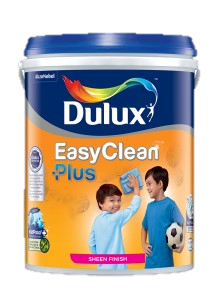 AkzoNobel
Dulux
EasyClean
Plus
SHEEN FINISH